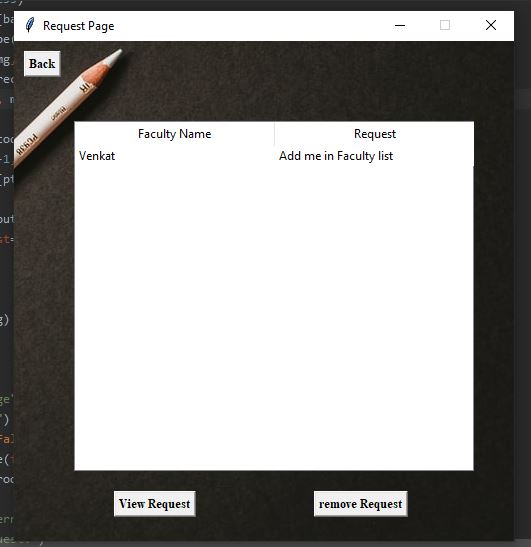 Request Page
Back
Faculty Name Request
Venkat Add me in Faculty list
View Request remove Request